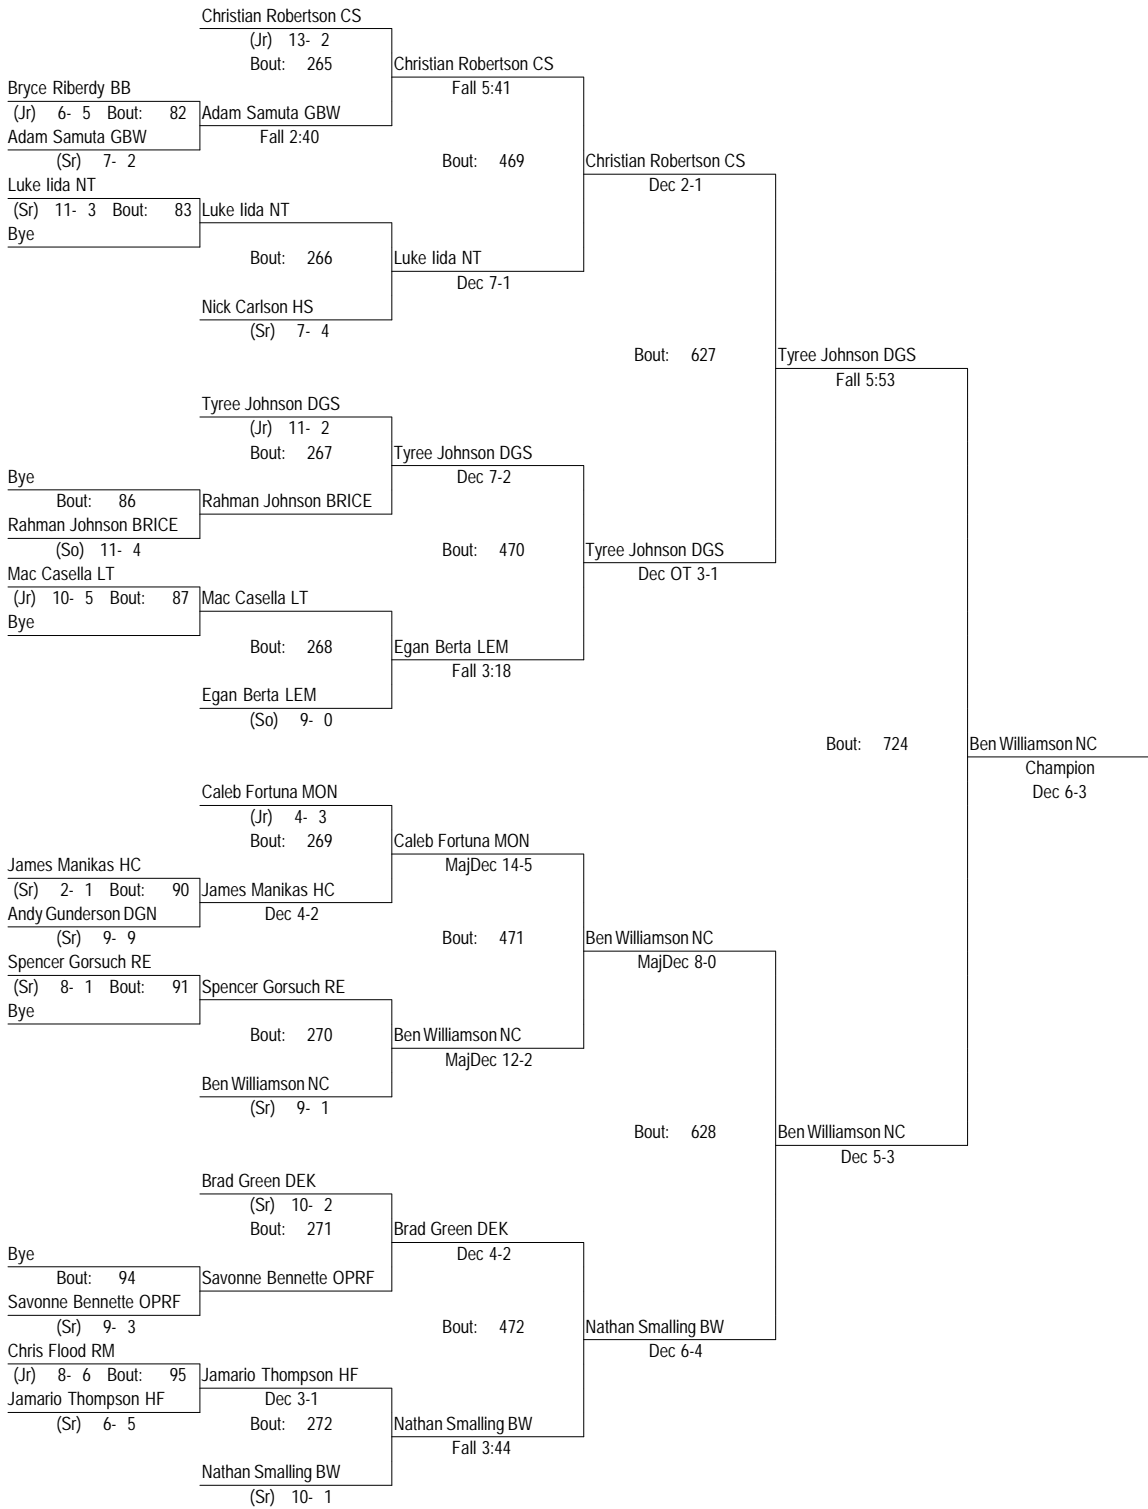 Christian Robertson CS
(Jr) 13- 2
Bout: 265
Christian Robertson CS
Fall 5:41
Bryce Riberdy BB
(Jr) 6- 5 Bout: 82
Adam Samuta GBW
Adam Samuta GBW
Fall 2:40
(Sr) 7- 2
Bout: 469
Christian Robertson CS
Dec 2-1
Luke Iida NT
(Sr) 11- 3 Bout: 83
Luke Iida NT
Bye
Bout: 266
Luke Iida NT
Dec 7-1
Nick Carlson HS
(Sr) 7- 4
Bout: 627
Tyree Johnson DGS
Fall 5:53
Tyree Johnson DGS
(Jr) 11- 2
Bout: 267
Tyree Johnson DGS
Dec 7-2
Bye
Bout: 86
Rahman Johnson BRICE
Rahman Johnson BRICE
(So) 11- 4
Bout: 470
Tyree Johnson DGS
Dec OT 3-1
Mac Casella LT
(Jr) 10- 5 Bout: 87
Mac Casella LT
Bye
Bout: 268
Egan Berta LEM
Fall 3:18
Egan Berta LEM
(So) 9- 0
Bout: 724
Ben Williamson NC
Champion
Dec 6-3
Caleb Fortuna MON
(Jr) 4- 3
Bout: 269
Caleb Fortuna MON
MajDec 14-5
James Manikas HC
(Sr) 2- 1 Bout: 90
James Manikas HC
Dec 4-2
Andy Gunderson DGN
(Sr) 9- 9
Bout: 471
Ben Williamson NC
MajDec 8-0
Spencer Gorsuch RE
(Sr) 8- 1 Bout: 91
Spencer Gorsuch RE
Bye
Bout: 270
Ben Williamson NC
MajDec 12-2
Ben Williamson NC
(Sr) 9- 1
Bout: 628
Ben Williamson NC
Dec 5-3
Brad Green DEK
(Sr) 10- 2
Bout: 271
Brad Green DEK
Dec 4-2
Bye
Bout: 94
Savonne Bennette OPRF
Savonne Bennette OPRF
(Sr) 9- 3
Bout: 472
Nathan Smalling BW
Dec 6-4
Chris Flood RM
(Jr) 8- 6 Bout: 95
Jamario Thompson HF
Jamario Thompson HF
Dec 3-1
(Sr) 6- 5
Bout: 272
Nathan Smalling BW
Fall 3:44
Nathan Smalling BW
(Sr) 10- 1